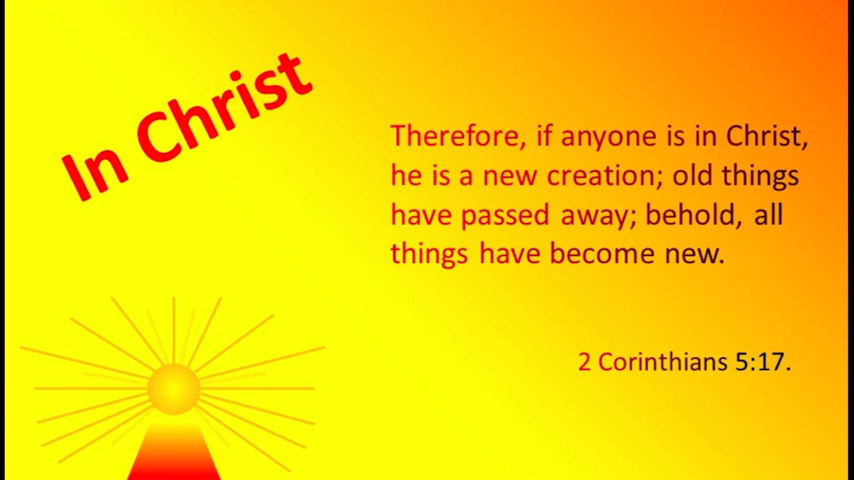 In Christ
Therefore, if anyone is in Christ,
he is a new creation; old things
have passed away; behold, all
things have become new.
2 Corinthians 5:17.